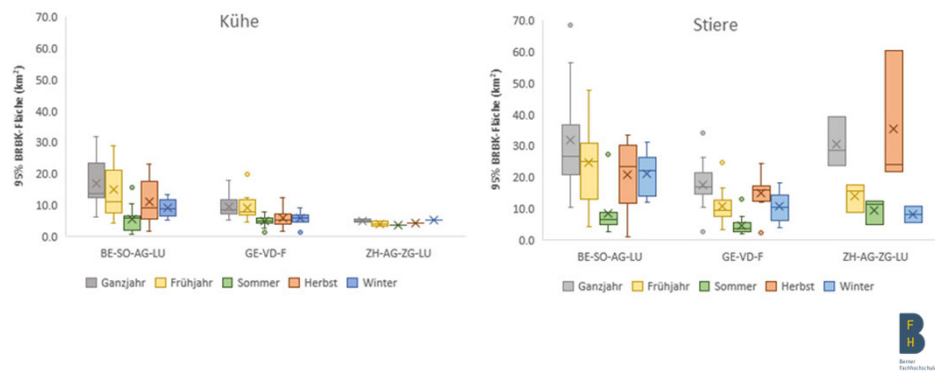 Kühe
95% BRBK-Fläche (km²)
70.0
60.0
50.0
40.0
30.0
20.0
10.0
0.0
BE-SO-AG-LU GE-VD-F ZH-AG-ZG-LU
Ganzjahr Frühjahr Sommer Herbst Winter
Stiere
95% BRBK-Fläche (km²)
70.0
60.0
50.0
40.0
30.0
20.0
10.0
0.0
BE-SO-AG-LU GE-VD-F ZH-AG-ZG-LU
Ganzjahr Frühjahr Sommer Herbst Winter
B
F
H
Berner
Fachhochschule